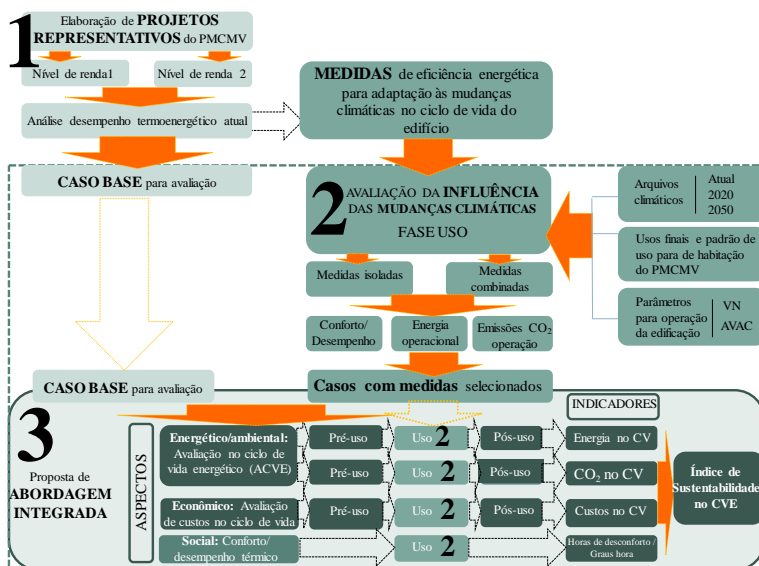 1
Elaboração de PROJETOS
REPRESENTATIVOS do PMCMV
Nível de renda1
Nível de renda 2
Análise desempenho termoenergético atual
MEDIDAS de eficiência energética
para adaptação às mudanças
climáticas no ciclo de vida do
edifício
CASO BASE para avaliação
2
AVALIAÇÃO DA INFLUÊNCIA
DAS MUDANÇAS CLIMÁTICAS
FASE USO
Arquivos
climáticos
Atual
2020
2050
Usos finais e padrão de
uso para de habitação
do PMCMV
Parâmetros
para operação
da edificação
VN
AVAC
Medidas isoladas
Medidas
combinadas
Conforto/
Desempenho
Energia
operacional
Emissões CO2
operação
CASO BASE para avaliação
Casos com medidas selecionados
3
Proposta de
ABORDAGEM
INTEGRADA
ASPECTOS
INDICADORES
Energético/ambiental:
Avaliação no ciclo de
vida energético (ACVE)
Pré-uso
Uso 2
Pós-uso
Energia no CV
Pré-uso
Uso 2
Pós-uso
CO2 no CV
Econômico: Avaliação
de custos no ciclo de vida
Pré-uso
Uso 2
Pós-uso
Custos no CV
Social: Conforto/
desempenho térmico
Uso 2
Horas de desconforto /
Graus hora
Índice de
Sustentabilidade
no CVE